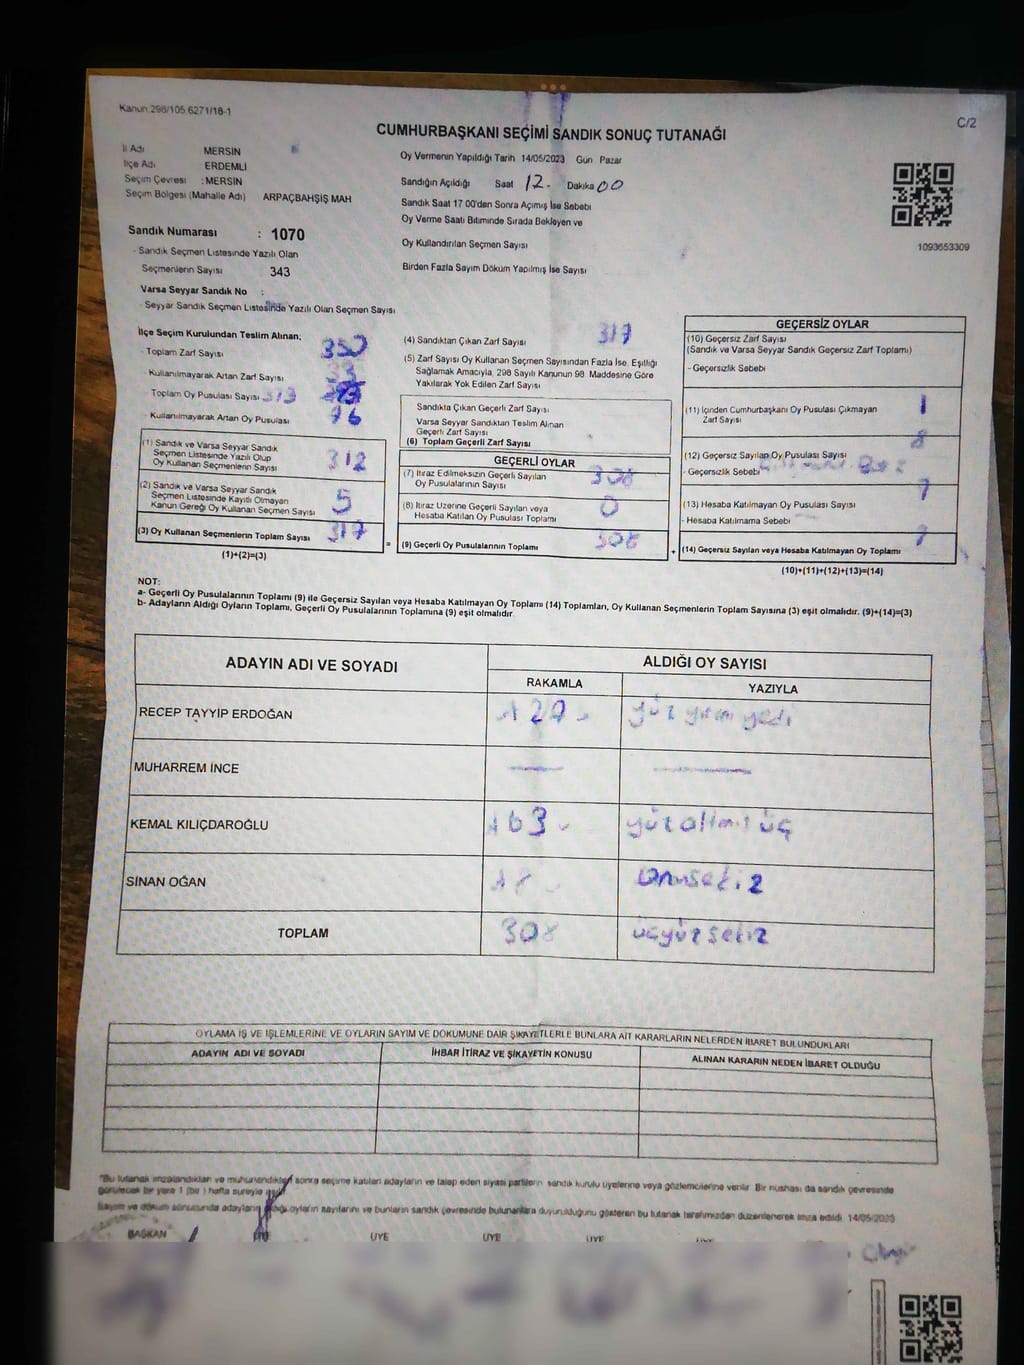 Kanun 298/105 6271/18-1
C/2
CUMHURBAŞKANI SEÇİMİ SANDIK SONUÇ TUTANAĞI
İl Adı MERSİN
İlçe Adı ERDEMLİ
Seçim Çevresi : MERSİN
Seçim Bölgesi (Mahalle Adı) ARPAÇBAHŞİŞ MAH
Oy Vermenin Yapıldığı Tarih 14/05/2023 Gün Pazar
Sandığın Açıldığı Saat 12. Dakika 00
Sandık Saat 17 00'den Sonra Açımış İse Sebebi
Oy Verme Saati Bitiminde Sırada Bekleyen ve
Oy Kullandırılan Seçmen Sayısı
Birden Fazla Sayım Döküm Yapılmış İse Sayısı
1093653309
Sandık Numarası : 1070
- Sandık Seçmen Listesinde Yazılı Olan
Seçmenlerin Sayısı 343
Varsa Seyyar Sandık No :
- Seyyar Sandık Seçmen Listesinde Yazılı Olan Seçmen Sayısı
İlçe Seçim Kurulundan Teslim Alınan:
- Toplam Zarf Sayısı 350
- Kullanılmayarak Artan Zarf Sayısı 33
- Toplam Oy Pusulası Sayısı
- Kullanılmayarak Artan Oy Pusulası 76
(1) Sandık ve Varsa Seyyar Sandık
Seçmen Listesinde Yazılı Olup
Oy Kullanan Seçmenlerin Sayısı 312
(2) Sandık ve Varsa Seyyar Sandık
Seçmen Listesinde Kayıtlı Olmayan
Kanun Gereği Oy Kullanan Seçmen Sayısı 5
(3) Oy Kullanan Seçmenlerin Toplam Sayısı 317
(1)+(2)=(3)
(4) Sandıktan Çıkan Zarf Sayısı 317
(5) Zarf Sayısı Oy Kullanan Seçmen Sayısından Fazla İse, Eşitliği
Sağlamak Amacıyla, 298 Sayılı Kanunun 98. Maddesine Göre
Yakılarak Yok Edilen Zarf Sayısı
Sandıkta Çıkan Geçerli Zarf Sayısı
Varsa Seyyar Sandıktan Teslim Alınan
Geçerli Zarf Sayısı
(6) Toplam Geçerli Zarf Sayısı
GEÇERLİ OYLAR
(7) İtiraz Edilmeksizin Geçerli Sayılan
Oy Pusulalarının Sayısı 308
(8) İtiraz Üzerine Geçerli Sayılan veya
Hesaba Katılan Oy Pusulası Toplamı 0
= (9) Geçerli Oy Pusulalarının Toplamı 308
GEÇERSİZ OYLAR
(10) Geçersiz Zarf Sayısı
(Sandık ve Varsa Seyyar Sandık Geçersiz Zarf Toplamı)
- Geçersizlik Sebebi
(11) İçinden Cumhurbaşkanı Oy Pusulası Çıkmayan
Zarf Sayısı 1
(12) Geçersiz Sayılan Oy Pusulası Sayısı 8
- Geçersizlik Sebebi
(13) Hesaba Katılmayan Oy Pusulası Sayısı
- Hesaba Katılmama Sebebi
+ (14) Geçersiz Sayılan veya Hesaba Katılmayan Oy Toplamı
(10)+(11)+(12)+(13)=(14)
NOT:
a- Geçerli Oy Pusulalarının Toplamı (9) ile Geçersiz Sayılan veya Hesaba Katılmayan Oy Toplamı (14) Toplamları, Oy Kullanan Seçmenlerin Toplam Sayısına (3) eşit olmalıdır. (9)+(14)=(3)
b- Adayların Aldığı Oyların Toplamı, Geçerli Oy Pusulalarının Toplamına (9) eşit olmalıdır.
ADAYIN ADI VE SOYADI ALDIĞI OY SAYISI
RAKAMLA YAZIYLA
RECEP TAYYİP ERDOĞAN 127 yüz yirmi yedi
MUHARREM İNCE — —
KEMAL KILIÇDAROĞLU 163 yüz altmış üç
SİNAN OĞAN 18 onsekiz
TOPLAM 308 üçyüz sekiz
OYLAMA İŞ VE İŞLEMLERİNE VE OYLARIN SAYIM VE DÖKÜMÜNE DAİR ŞİKAYETLERLE BUNLARA AİT KARARLARIN NELERDEN İBARET BULUNDUKLARI
ADAYIN ADI VE SOYADI İHBAR İTİRAZ VE ŞİKAYETİN KONUSU ALINAN KARARIN NEDEN İBARET OLDUĞU
"Bu tutanak imzalandıktan ve mühürlendikten sonra seçime katılan adayların ve talep eden siyasi partilerin sandık kurulu üyelerine veya gözlemcilerine verilir. Bir nüshası da sandık çevresinde
görülecek bir yere 1 (bir) hafta süreyle
Sayım ve döküm sonucunda adayların aldığı oyların sayılarını ve bunların sandık çevresinde bulunanlara duyurulduğunu gösteren bu tutanak tarafımızdan düzenlenerek imza edildi. 14/05/2023
BAŞKAN ÜYE ÜYE ÜYE ÜYE